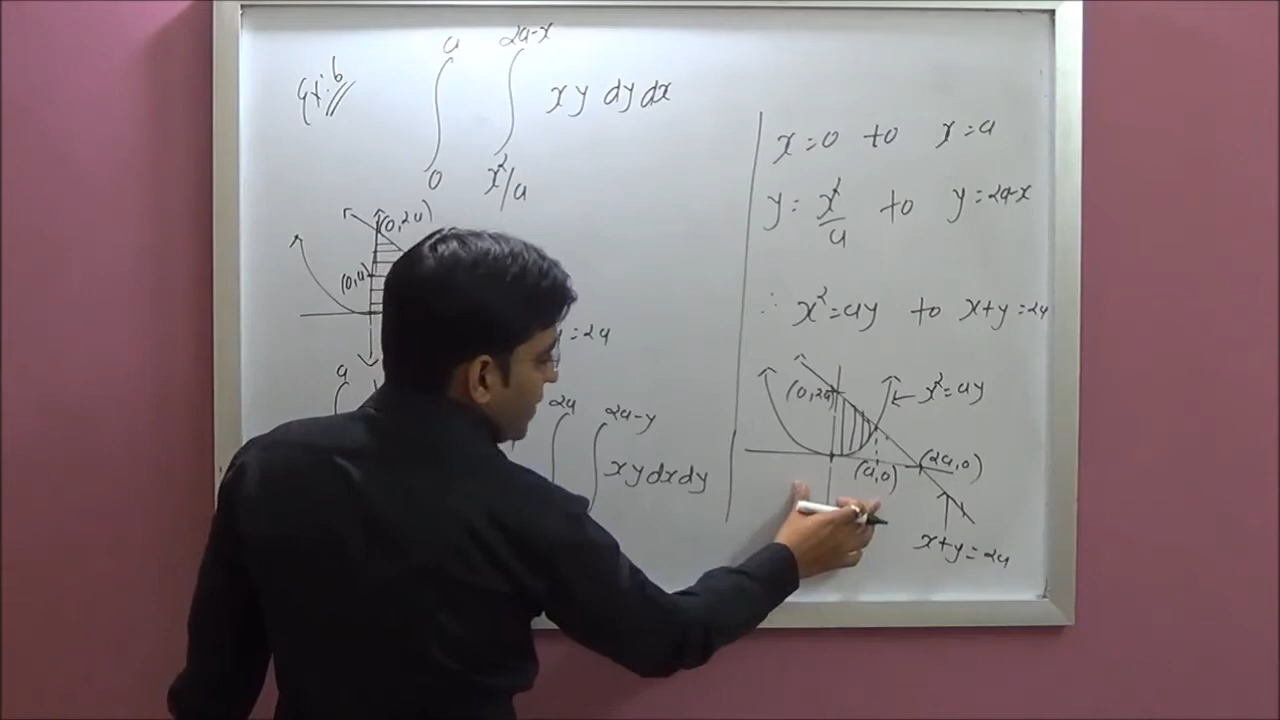 Ex:6
a 2a-x
∫ ∫ xy dy dx
0 x²/a
(0,2a)
(0,a)
y=2a
a
2a 2a-y
∫ ∫ xy dx dy
x=0 to x=a
y=x²/a to y=2a-x
∴ x²=ay to x+y=2a
(0,2a)
x²=ay
(a,0)
(2a,0)
x+y=2a